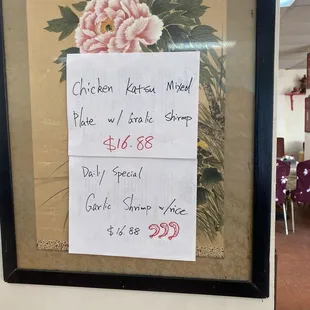 Chicken Katsu Mixed
Plate w/ Garlic Shrimp
$16.88
Daily Special
Garlic Shrimp w/rice
$16.88